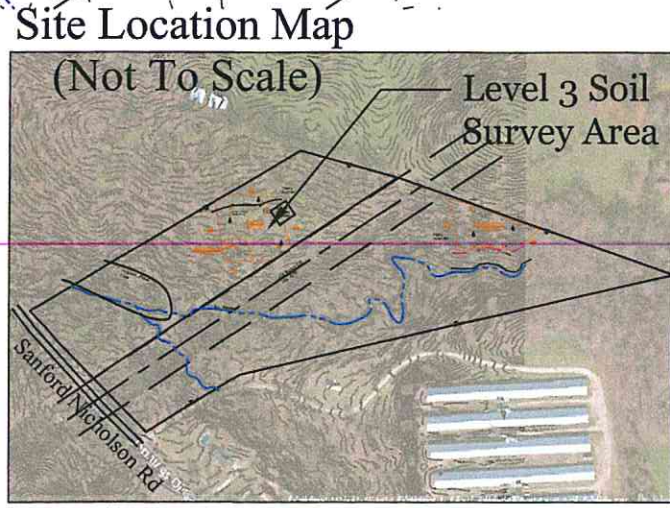 Site Location Map
(Not To Scale)
Level 3 Soil
Survey Area
Sanford/Nicholson Rd